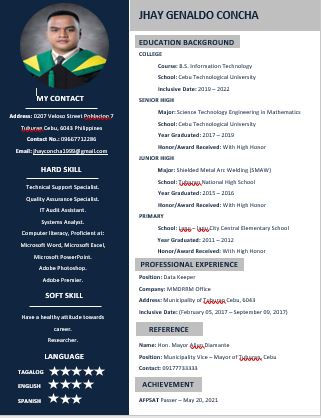 JHAY GENALDO CONCHA
MY CONTACT
Address: 0207 Veloso Street Poblacion 7
Tuburan Cebu, 6043 Philippines
Contact No.: 09667712286
Email: jhayconcha1999@gmail.com
HARD SKILL
Technical Support Specialist.
Quality Assurance Specialist.
IT Audit Assistant.
Systems Analyst.
Computer literacy, Proficient at:
Microsoft Word, Microsoft Excel,
Microsoft PowerPoint.
Adobe Photoshop.
Adobe Premier.
SOFT SKILL
Have a healthy attitude towards
career.
Researcher.
LANGUAGE
TAGALOG
ENGLISH
SPANISH
EDUCATION BACKGROUND
COLLEGE
Course: B.S. Information Technology
School: Cebu Technological University
Inclusive Date: 2019 – 2022
SENIOR HIGH
Major: Science Technology Engineering in Mathematics
School: Cebu Technological University
Year Graduated: 2017 – 2019
Honor/Award Received: With High Honor
JUNIOR HIGH
Major: Shielded Metal Arc Welding (SMAW)
School: Tuburan National High School
Year Graduated: 2015 – 2016
Honor/Award Received: With High Honor
PRIMARY
School: City Central Elementary School
Year Graduated: 2011 – 2012
Honor/Award Received: With High Honor
PROFESSIONAL EXPERIENCE
Position: Data Keeper
Company: MMDRRM Office
Address: Municipality of Tuburan Cebu, 6043
Inclusive Date: (February 05, 2017 – September 09, 2017)
REFERENCE
Name: Hon. Mayor Diamante
Position: Municipality Vice – Mayor of Tuburan, Cebu
Contact: 09177733333
ACHIEVEMENT
AFPSAT Passer – May 20, 2021